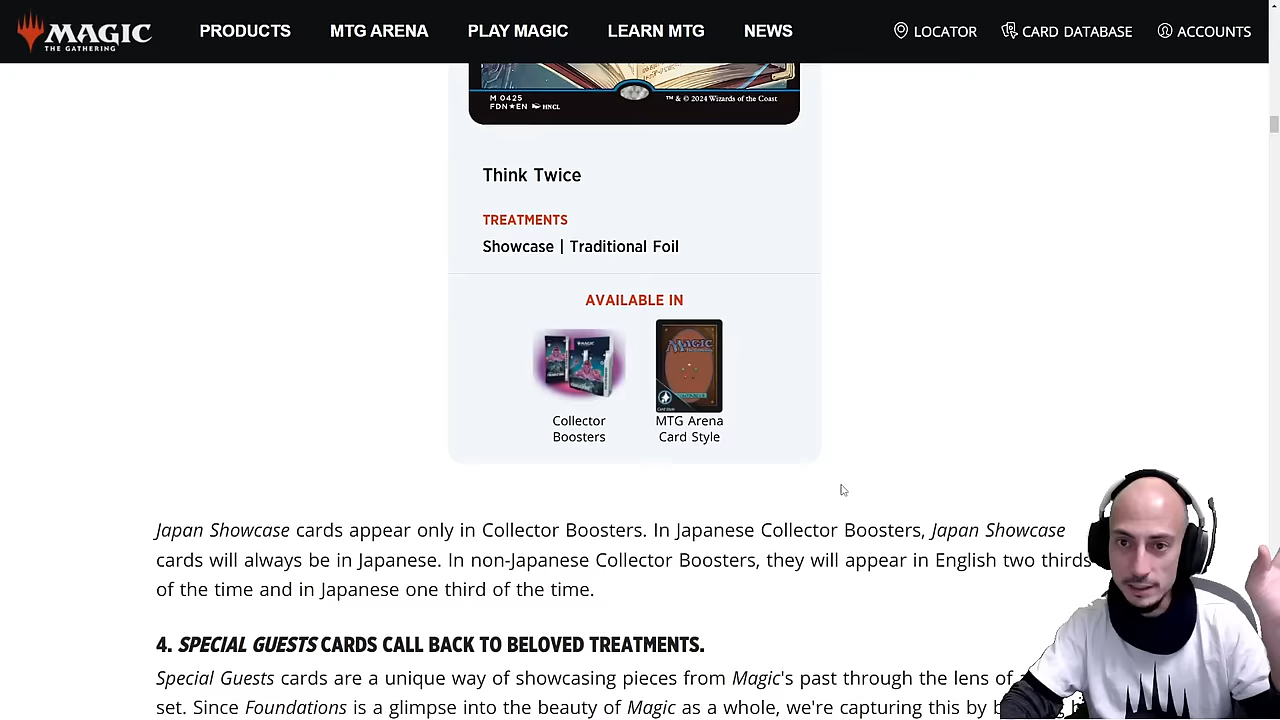 MAGIC
THE GATHERING
PRODUCTS MTG ARENA PLAY MAGIC LEARN MTG NEWS LOCATOR CARD DATABASE ACCOUNTS
M 0425
FDN★EN HNCL
™ & © 2024 Wizards of the Coast
Think Twice
TREATMENTS
Showcase | Traditional Foil
AVAILABLE IN
MAGIC
Collector
Boosters
MTG Arena
Card Style
Japan Showcase cards appear only in Collector Boosters. In Japanese Collector Boosters, Japan Showcase
cards will always be in Japanese. In non-Japanese Collector Boosters, they will appear in English two thirds
of the time and in Japanese one third of the time.
4. SPECIAL GUESTS CARDS CALL BACK TO BELOVED TREATMENTS.
Special Guests cards are a unique way of showcasing pieces from Magic's past through the lens of
set. Since Foundations is a glimpse into the beauty of Magic as a whole, we're capturing this by